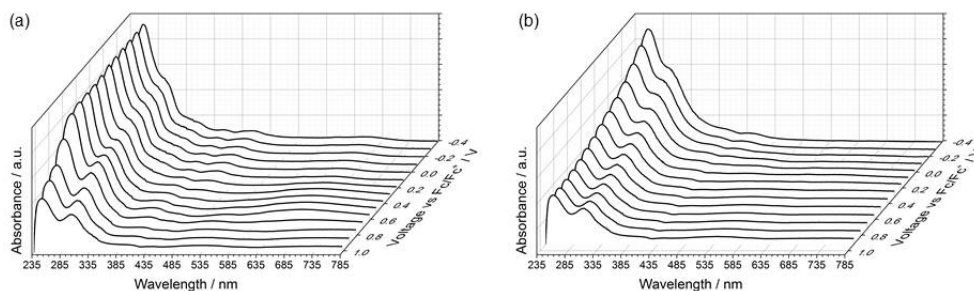 (a)
Absorbance / a.u.
235 285 335 385 435 485 535 585 635 685 735 785
Wavelength / nm
-0.4
-0.2
0.0
0.2
0.4
0.6
0.8
1.0
Voltage vs Fc/Fc⁺ / V
(b)
Absorbance / a.u.
235 285 335 385 435 485 535 585 635 685 735 785
Wavelength / nm
-0.4
-0.2
0.0
0.2
0.4
0.6
0.8
1.0
Voltage vs Fc/Fc⁺ / V